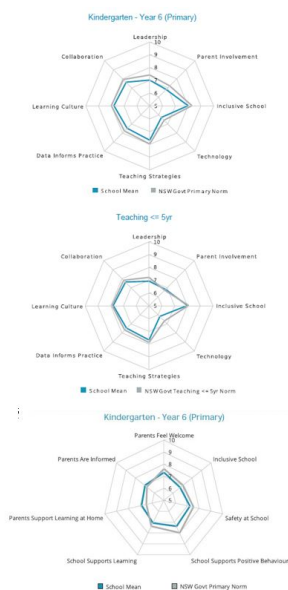 Kindergarten - Year 6 (Primary)
Leadership
10
Collaboration
Parent Involvement
9
8
7
6
Learning Culture
5
Inclusive School
Data Informs Practice
Technology
Teaching Strategies
School Mean
NSW Govt Primary Norm
Teaching <= 5yr
Leadership
10
Collaboration
Parent Involvement
9
8
7
6
Learning Culture
5
Inclusive School
Data Informs Practice
Technology
Teaching Strategies
School Mean
NSW Govt Teaching <= 5yr Norm
Kindergarten - Year 6 (Primary)
Parents Feel Welcome
10
Parents Are Informed
Inclusive School
9
8
7
6
5
Parents Support Learning at Home
Safety at School
School Supports Learning
School Supports Positive Behaviour
School Mean
NSW Govt Primary Norm